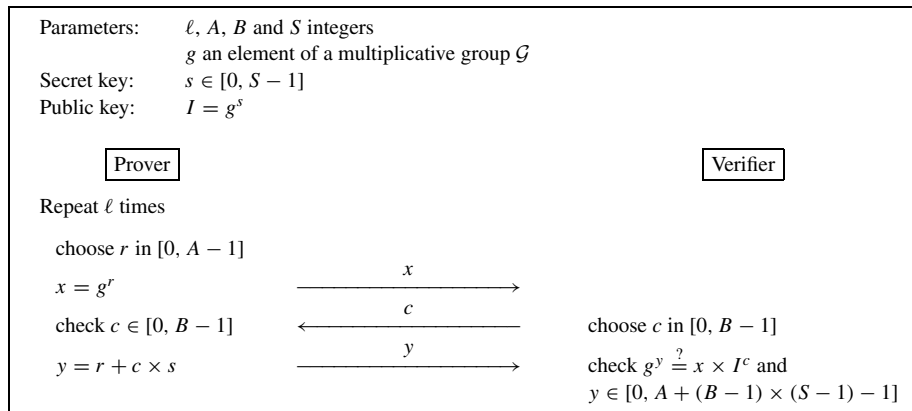 Parameters: ℓ, A, B and S integers
g an element of a multiplicative group 𝒢
Secret key: s ∈ [0, S − 1]
Public key: I = g^s
Prover Verifier
Repeat ℓ times
choose r in [0, A − 1]
x = g^r x
check c ∈ [0, B − 1] c choose c in [0, B − 1]
y = r + c × s y check g^y ≟ x × I^c and
y ∈ [0, A + (B − 1) × (S − 1) − 1]